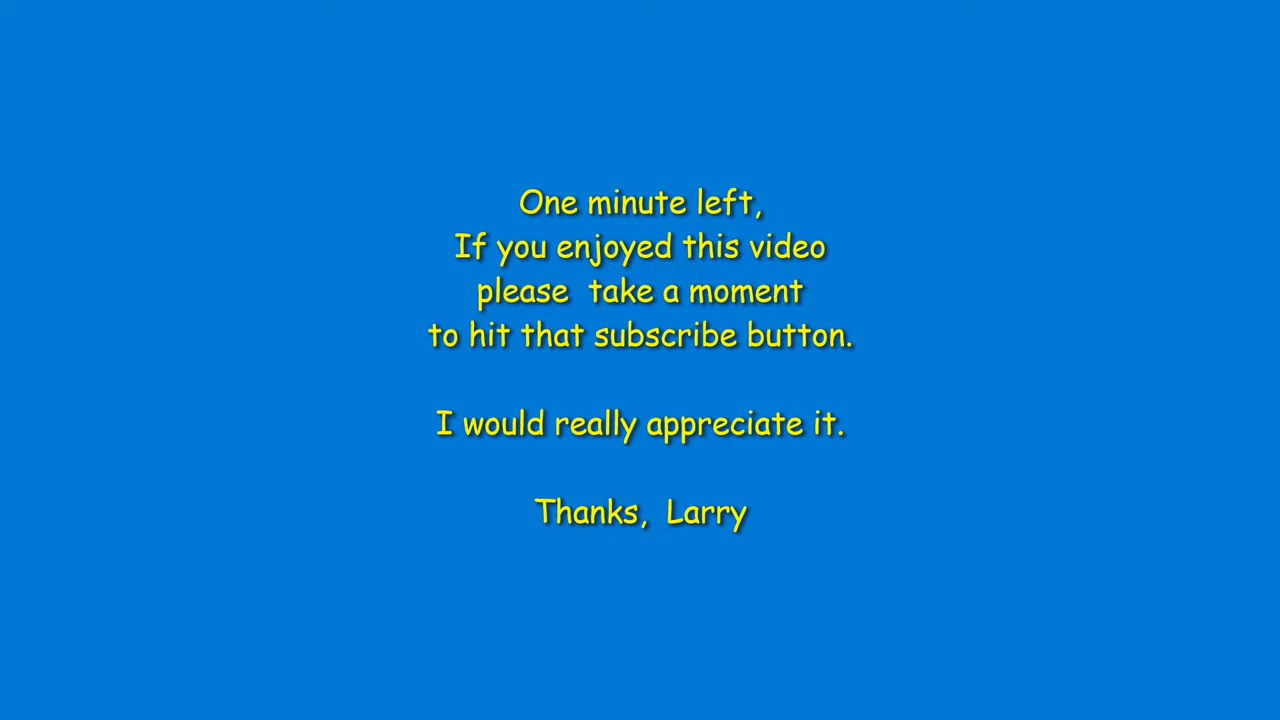 One minute left,
If you enjoyed this video
please  take a moment
to hit that subscribe button.
I would really appreciate it.
Thanks,  Larry